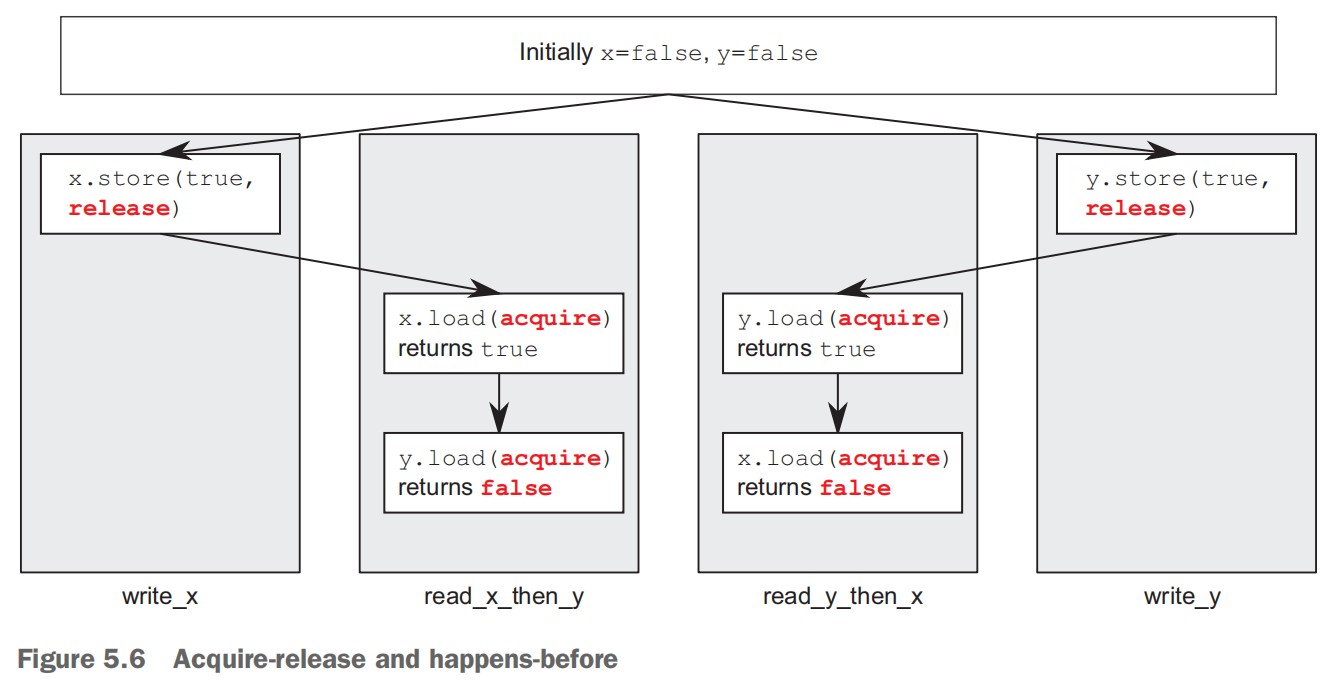 Initially x=false, y=false
x.store(true,
release)
y.store(true,
release)
x.load(acquire)
returns true
y.load(acquire)
returns true
y.load(acquire)
returns false
x.load(acquire)
returns false
write_x
read_x_then_y
read_y_then_x
write_y
Figure 5.6 Acquire-release and happens-before